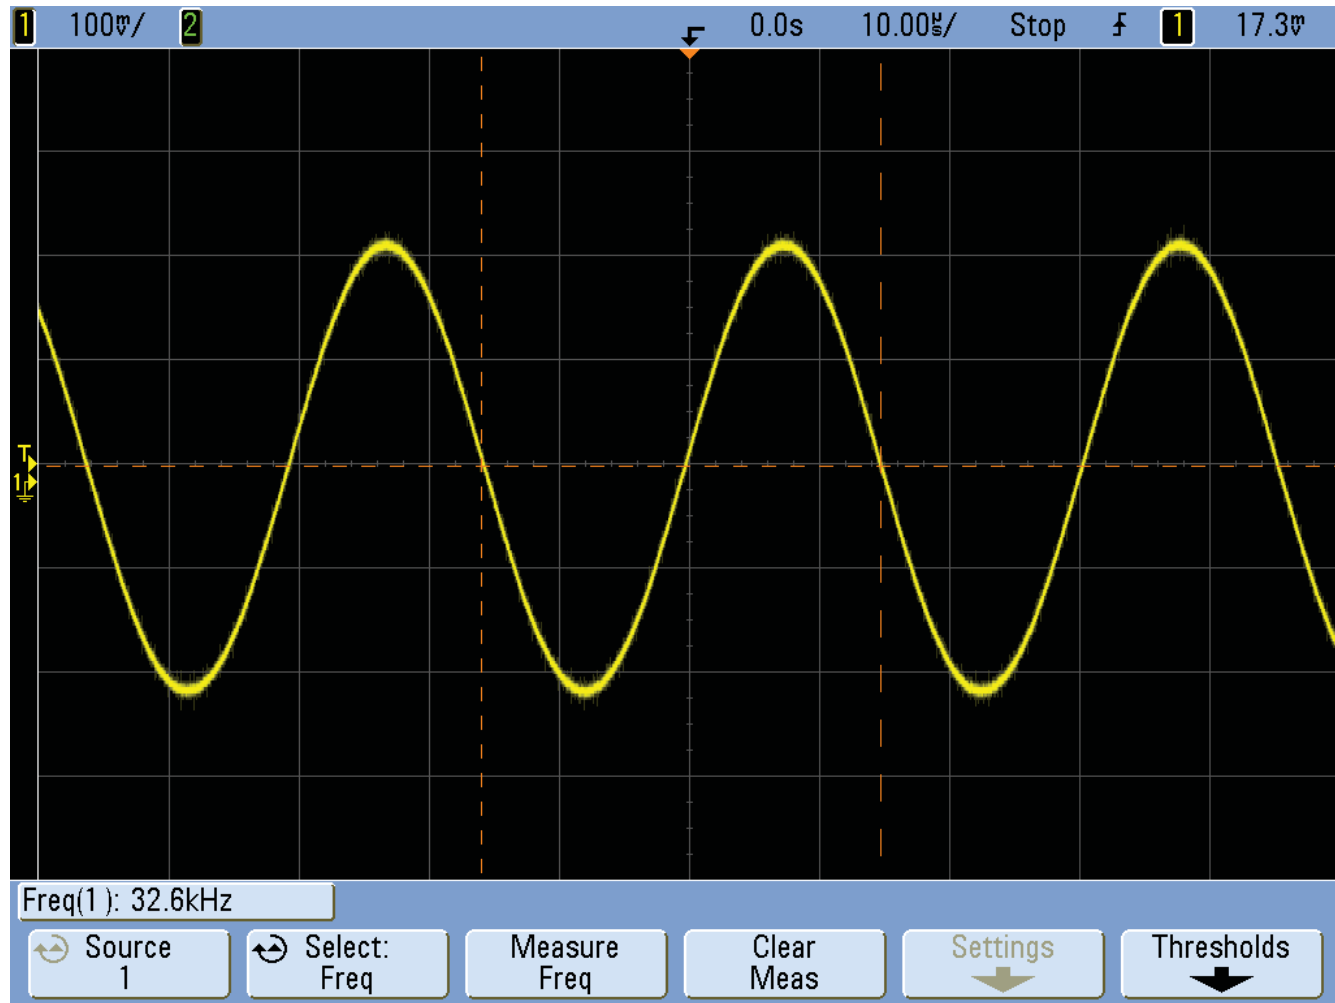 1 100mV/ 2 0.0s 10.00µs/ Stop 1 17.3mV
T
1
Freq(1): 32.6kHz
Source
1
Select:
Freq
Measure
Freq
Clear
Meas
Settings
Thresholds